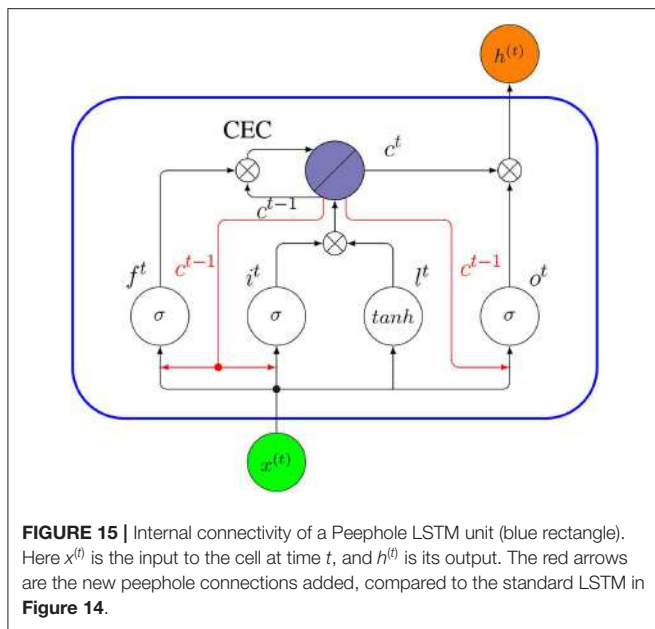 h^(t)
CEC
c^t
c^{t−1}
f^t
c^{t−1}
i^t
l^t
c^{t−1}
o^t
σ
σ
tanh
σ
x^(t)
FIGURE 15 | Internal connectivity of a Peephole LSTM unit (blue rectangle).
Here x^(t) is the input to the cell at time t, and h^(t) is its output. The red arrows
are the new peephole connections added, compared to the standard LSTM in
Figure 14.